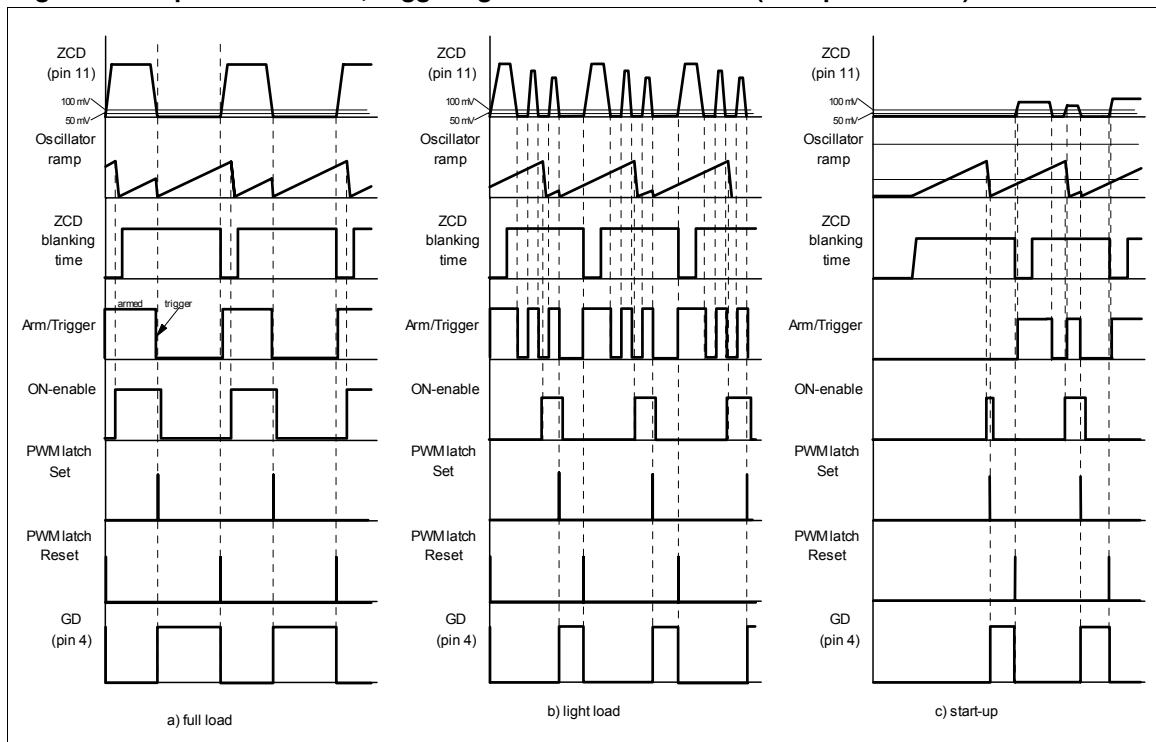 ZCD
(pin 11)
100 mV
50 mV
Oscillator
ramp
ZCD
blanking
time
Arm/Trigger
armed
trigger
ON-enable
PWM latch
Set
PWM latch
Reset
GD
(pin 4)
a) full load
ZCD
(pin 11)
100 mV
50 mV
Oscillator
ramp
ZCD
blanking
time
Arm/Trigger
ON-enable
PWM latch
Set
PWM latch
Reset
GD
(pin 4)
b) light load
ZCD
(pin 11)
100 mV
50 mV
Oscillator
ramp
ZCD
blanking
time
Arm/Trigger
ON-enable
PWM latch
Set
PWM latch
Reset
GD
(pin 4)
c) start-up